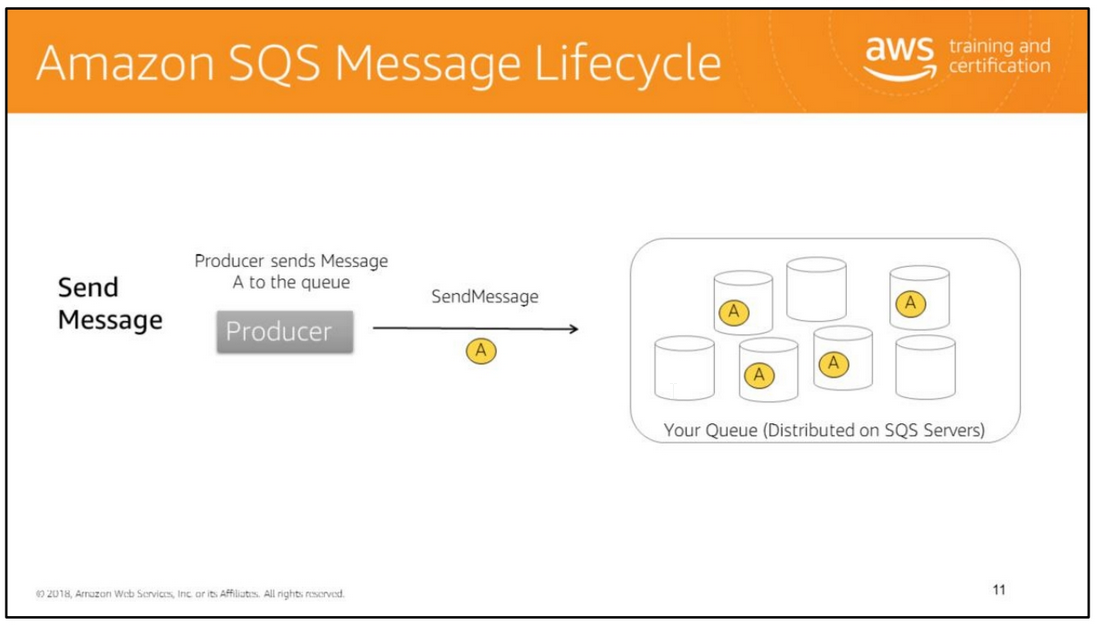 Amazon SQS Message Lifecycle
aws training and
certification
Send
Message
Producer sends Message
A to the queue
Producer
SendMessage
A
A
A
A
A
Your Queue (Distributed on SQS Servers)
© 2018, Amazon Web Services, Inc. or its Affiliates. All rights reserved.
11